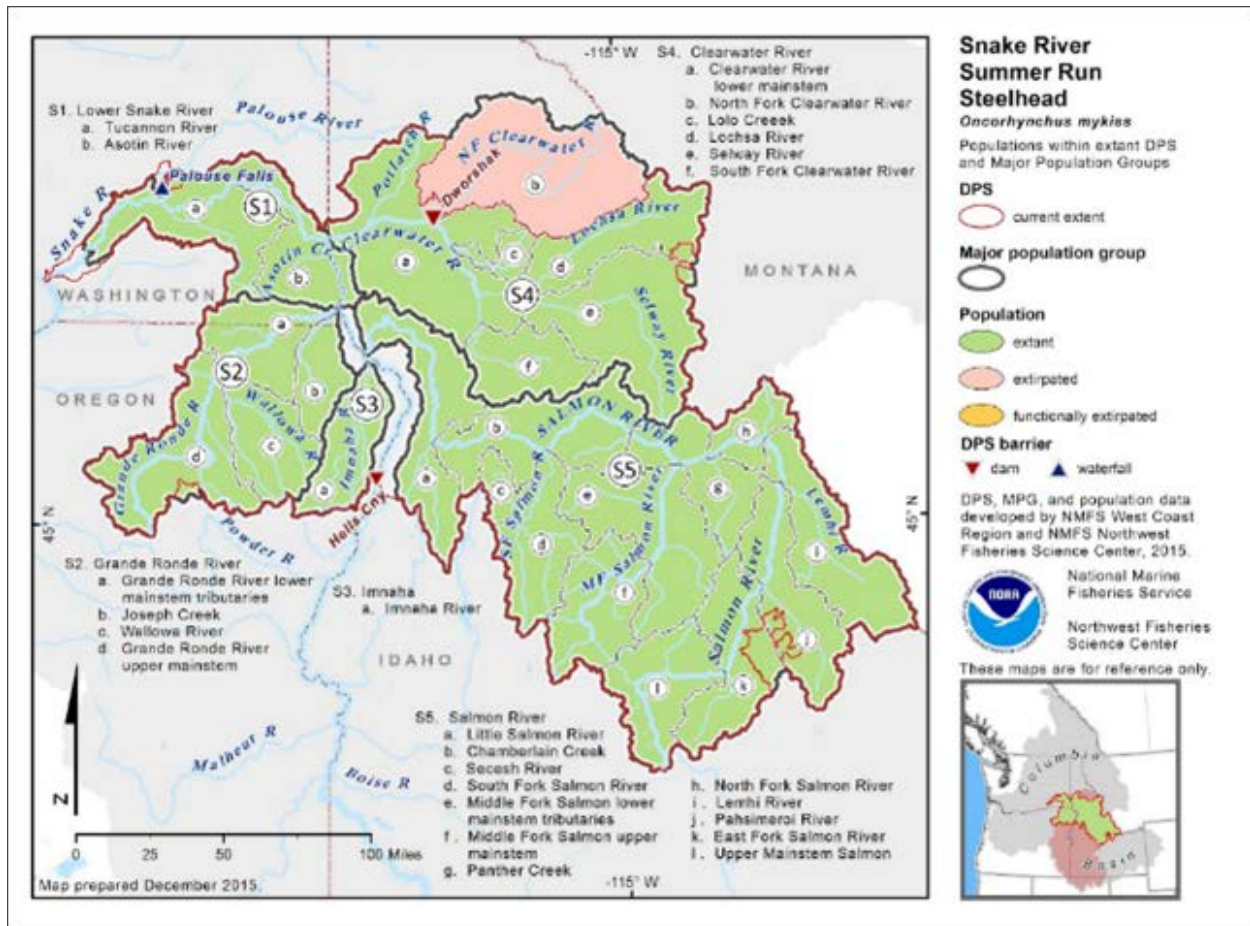 Snake River
Summer Run
Steelhead
Oncorhynchus mykiss
Populations within extant DPS
and Major Population Groups
DPS
current extent
Major population group
Population
extant
extirpated
functionally extirpated
DPS barrier
dam
waterfall
DPS, MPG, and population data
developed by NMFS West Coast
Region and NMFS Northwest
Fisheries Science Center, 2015.
NOAA
National Marine
Fisheries Service
Northwest Fisheries
Science Center
These maps are for reference only.
Columbia
Basin
-115° W
S4. Clearwater River
a. Clearwater River
lower mainstem
b. North Fork Clearwater River
c. Lolo Creeek
d. Lochsa River
e. Selway River
f. South Fork Clearwater River
S1. Lower Snake River
a. Tucannon River
b. Asotin River
Palouse River
Potlatch R
NF Clearwater R
b
Dworshak
Palouse Falls
Snake R
a
S1
Lochsa River
Asotin Cr
Clearwater R
b
a
c
d
S4
e
f
Selway River
MONTANA
WASHINGTON
OREGON
a
S2
b
S3
Wallowa R
c
Imnaha R
a
Grande Ronde R
d
Hells Cny
Powder R
45° N
45° N
SALMON RIVER
b
h
S5
a
c
SF Salmon R
e
g
d
MF Salmon River
f
Lemhi R
i
Salmon River
j
k
l
S2. Grande Ronde River
a. Grande Ronde River lower
mainstem tributaries
b. Joseph Creek
c. Wallowa River
d. Grande Ronde River
upper mainstem
S3. Imnaha
a. Imnaha River
IDAHO
S5. Salmon River
a. Little Salmon River
b. Chamberlain Creek
c. Secesh River
d. South Fork Salmon River
e. Middle Fork Salmon lower
mainstem tributaries
f. Middle Fork Salmon upper
mainstem
g. Panther Creek
h. North Fork Salmon River
i. Lemhi River
j. Pahsimeroi River
k. East Fork Salmon River
l. Upper Mainstem Salmon
Malheur R
Boise R
N
0 25 50 100 Miles
Map prepared December 2015.
-115° W